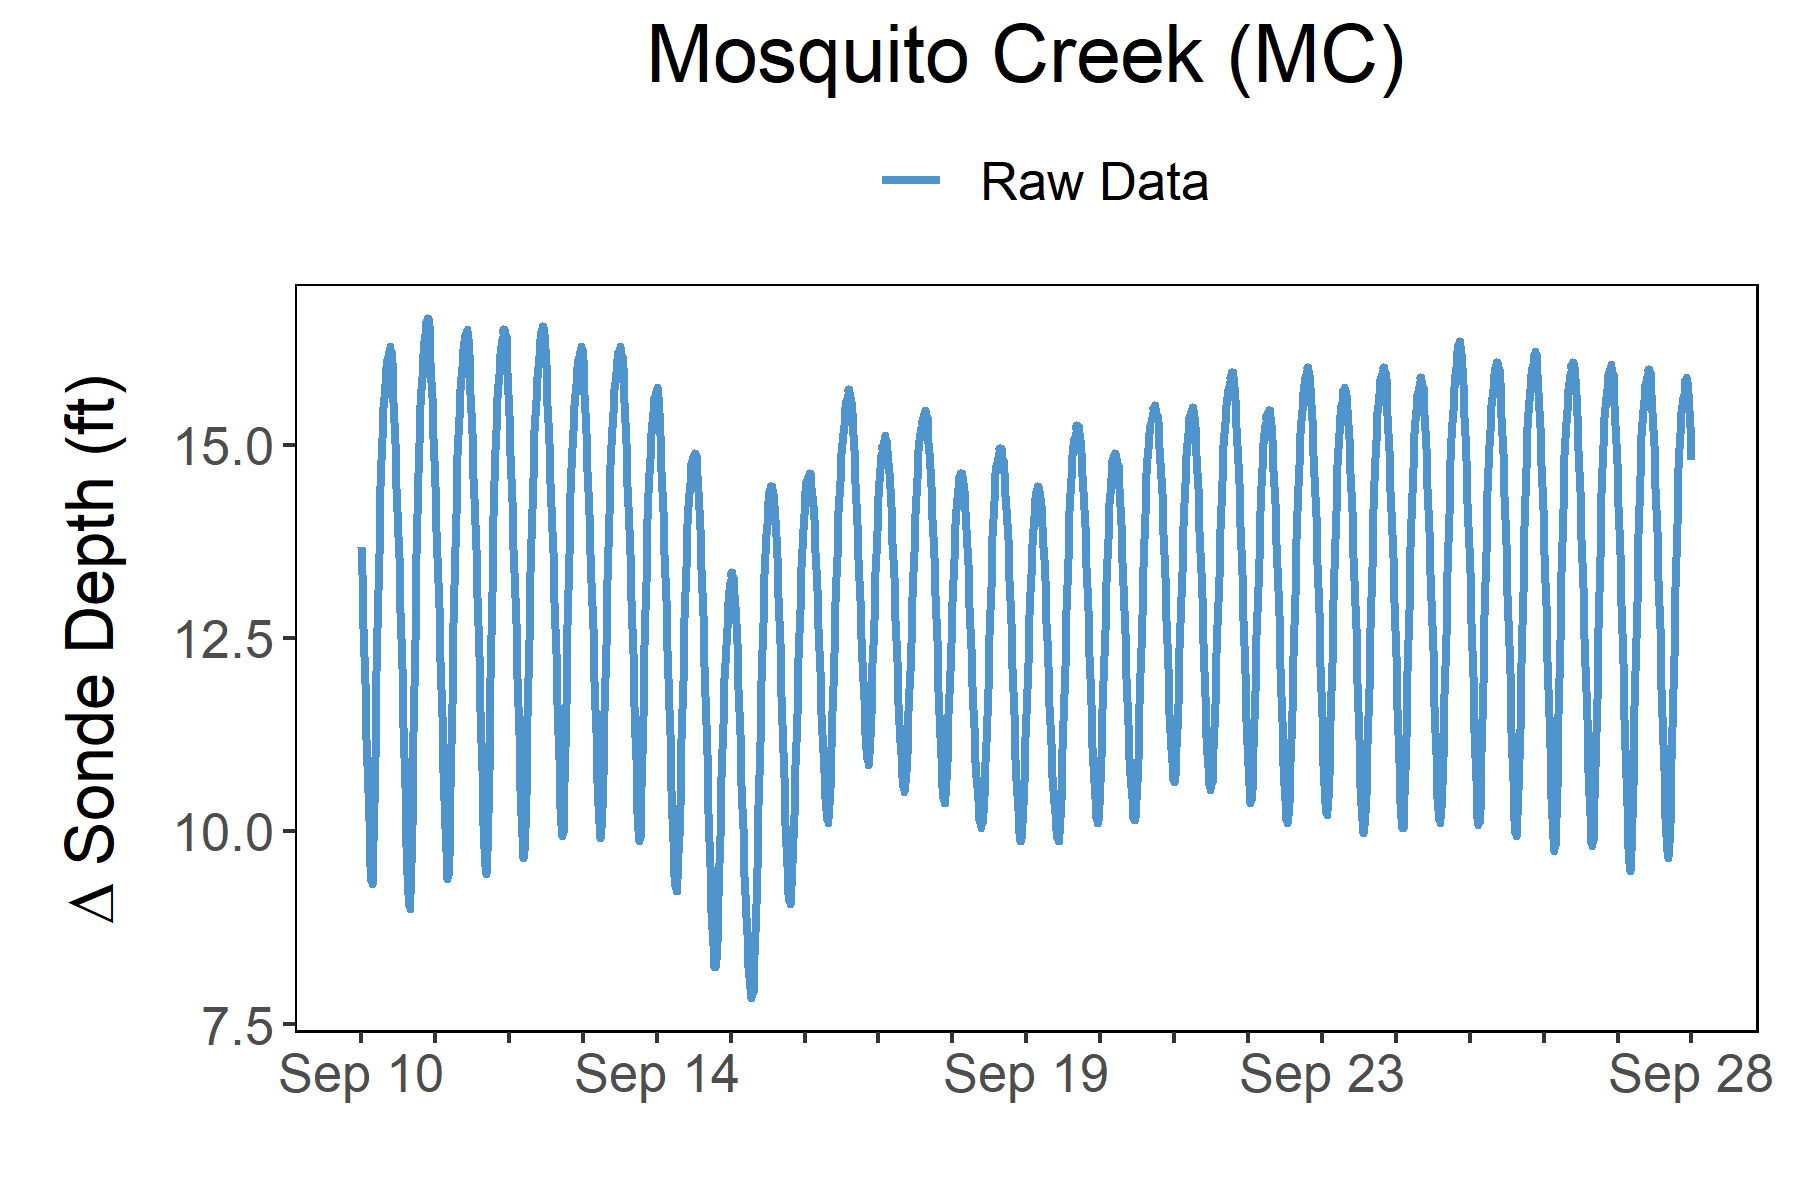 Mosquito Creek (MC)
Raw Data
Δ Sonde Depth (ft)
15.0
12.5
10.0
7.5
Sep 10 Sep 14 Sep 19 Sep 23 Sep 28